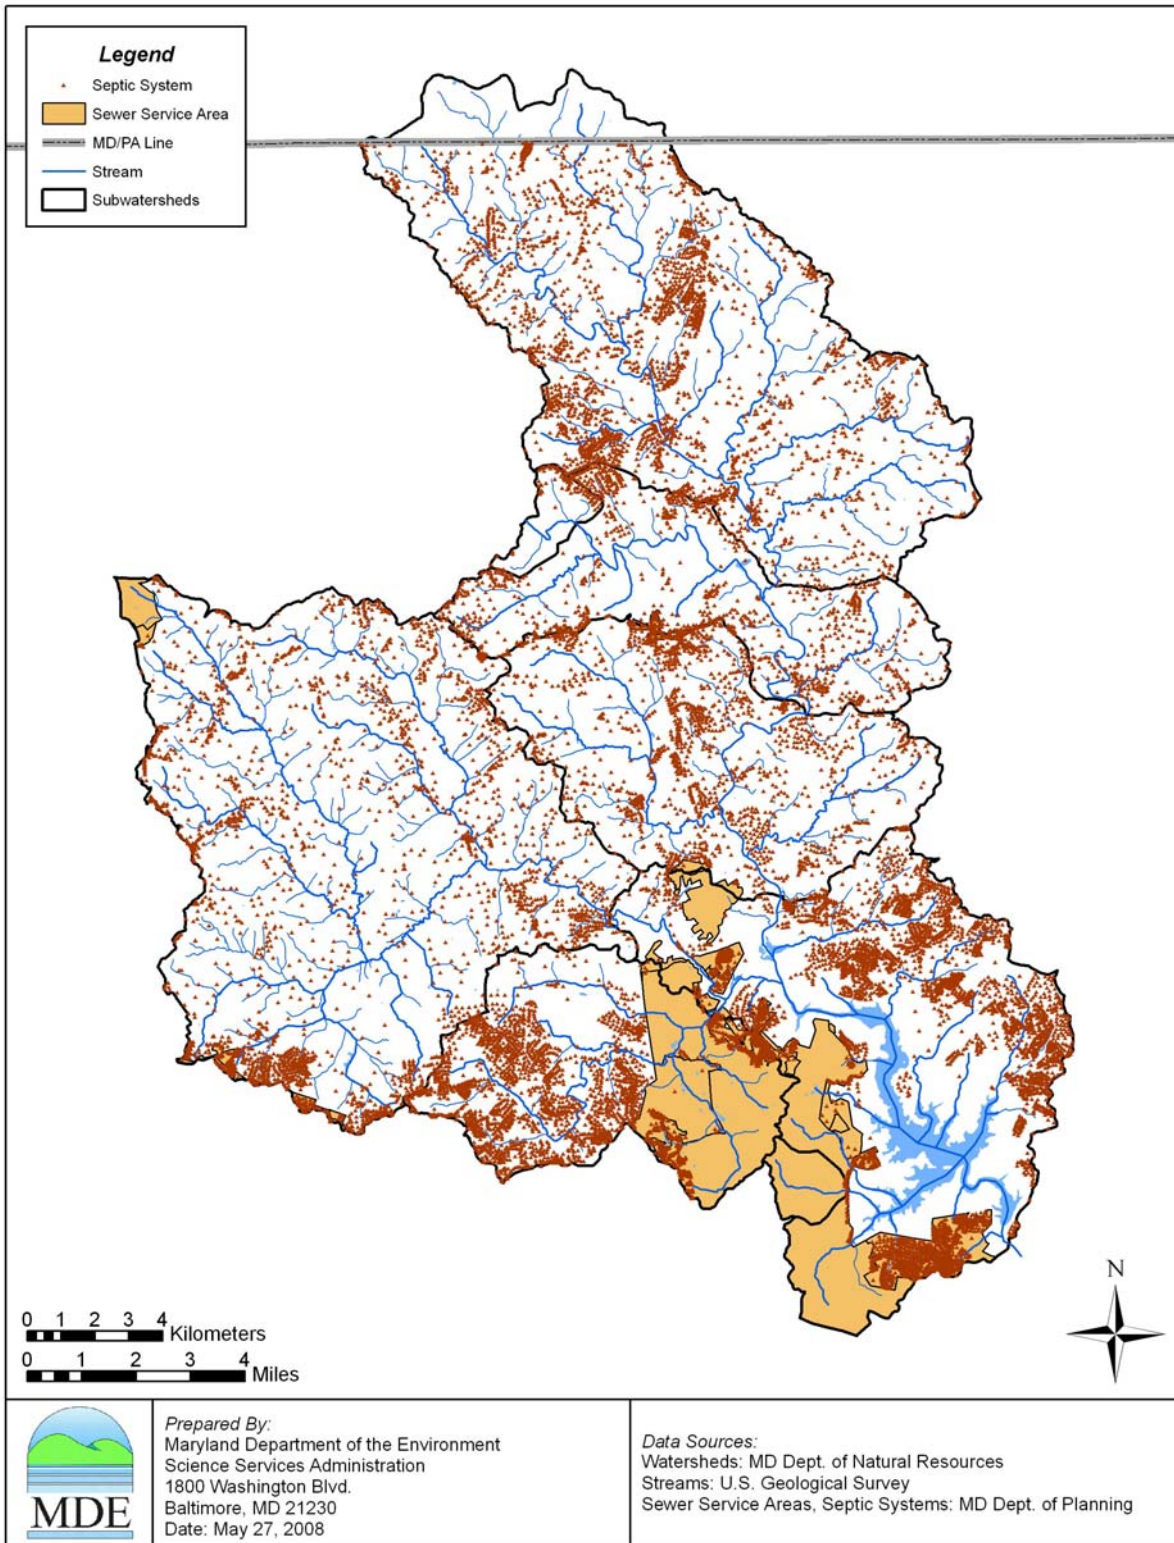 Legend
Septic System
Sewer Service Area
MD/PA Line
Stream
Subwatersheds
N
0 1 2 3 4
Kilometers
0 1 2 3 4
Miles
MDE
Prepared By:
Maryland Department of the Environment
Science Services Administration
1800 Washington Blvd.
Baltimore, MD 21230
Date: May 27, 2008
Data Sources:
Watersheds: MD Dept. of Natural Resources
Streams: U.S. Geological Survey
Sewer Service Areas, Septic Systems: MD Dept. of Planning